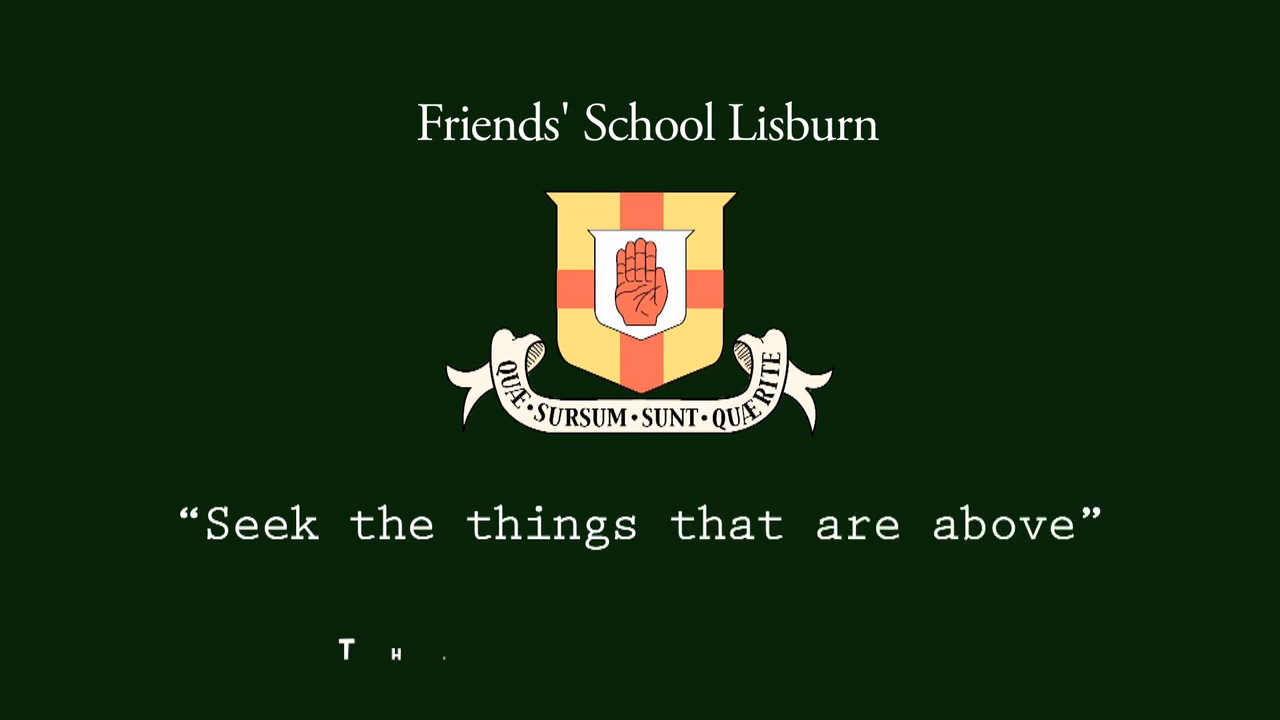 Friends' School Lisburn
QUÆ·SURSUM·SUNT·QUÆRITE
“Seek the things that are above”
T H